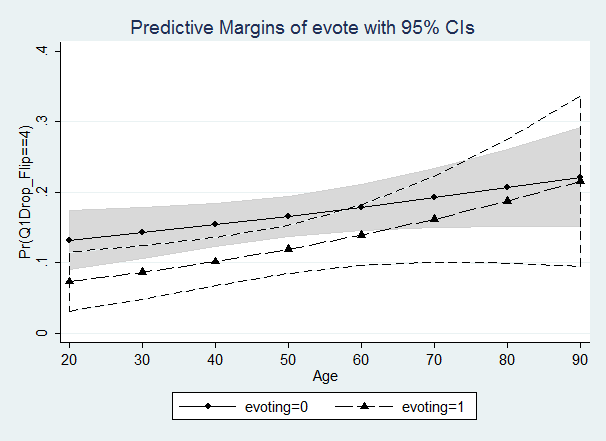 Predictive Margins of evote with 95% CIs
Pr(Q1Drop_Flip==4)
.4
.3
.2
.1
0
20 30 40 50 60 70 80 90
Age
evoting=0 evoting=1